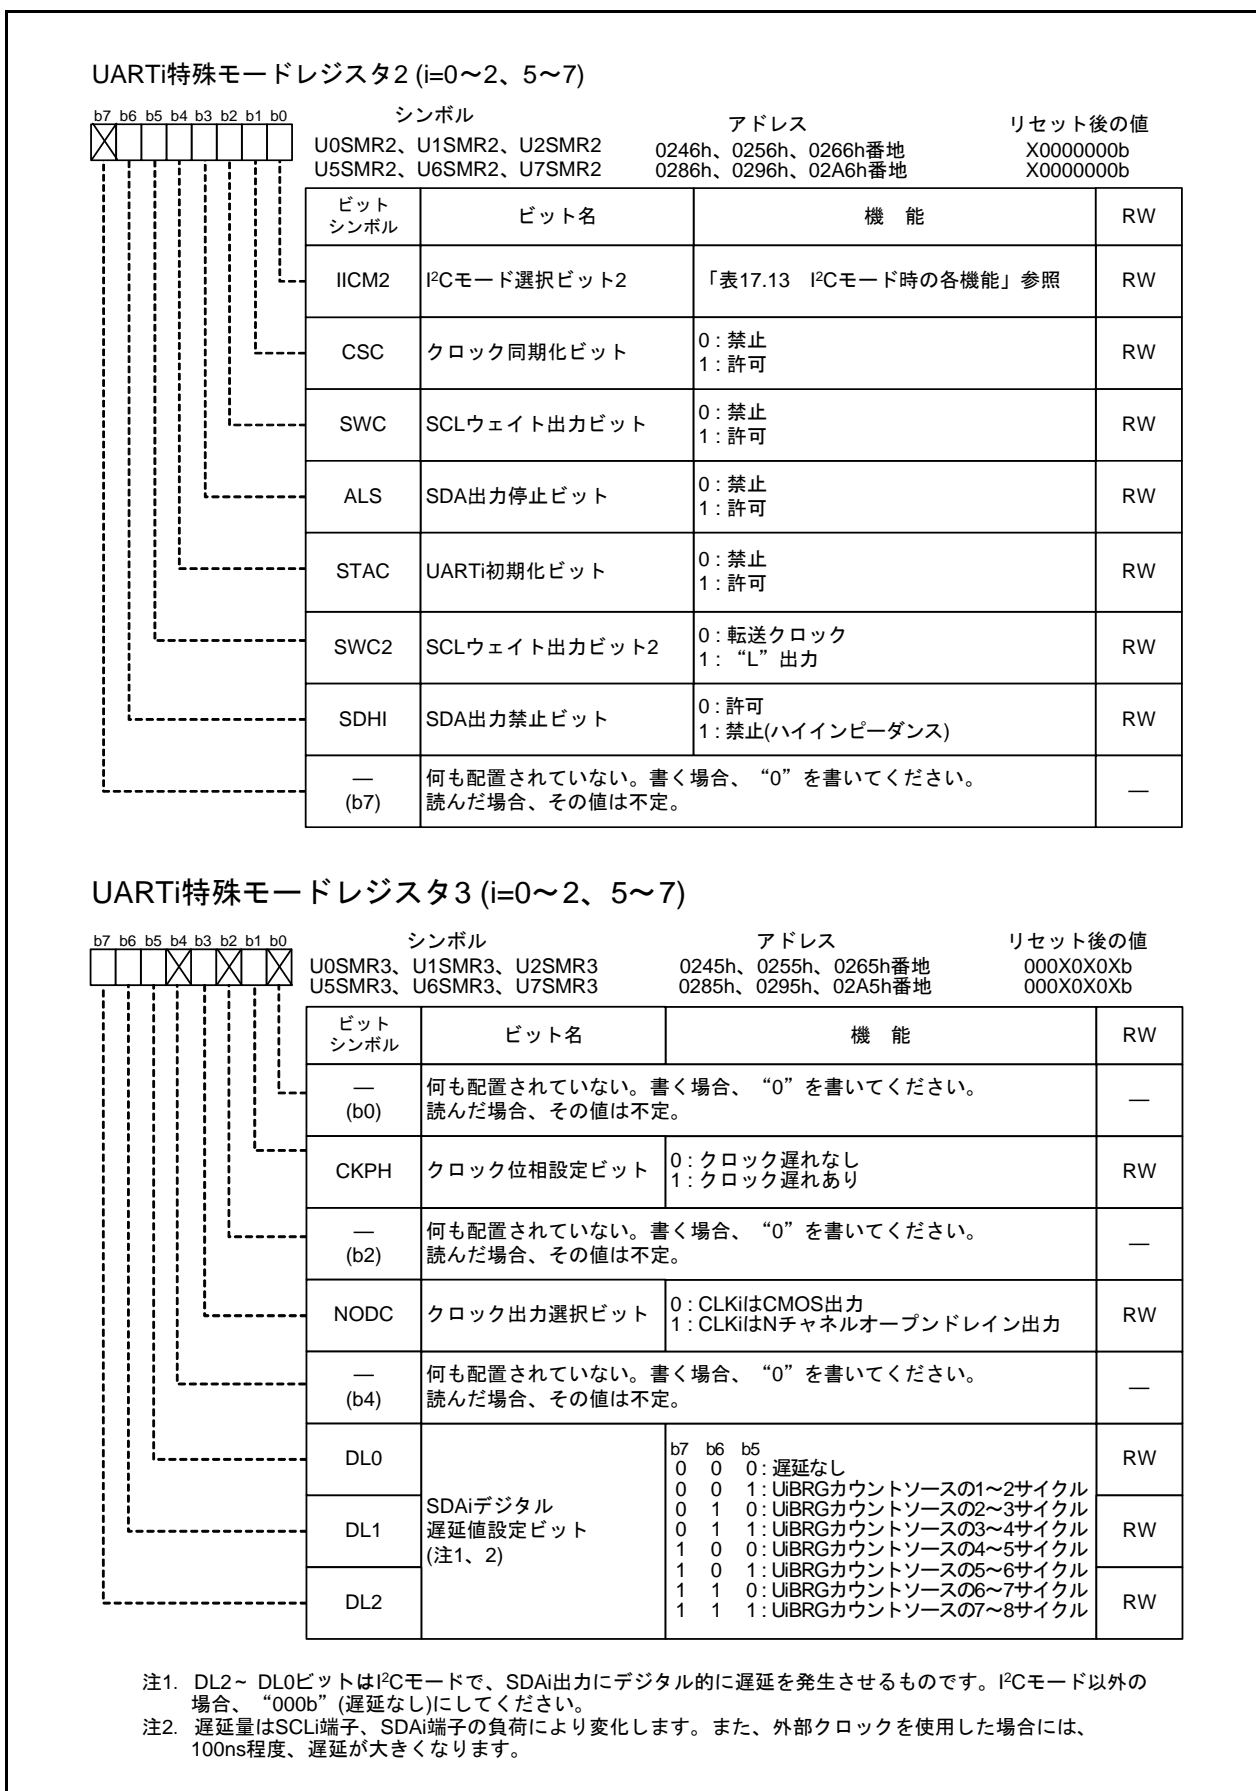 UARTi特殊モードレジスタ2 (i=0～2、5～7)
b7 b6 b5 b4 b3 b2 b1 b0
シンボル アドレス リセット後の値
U0SMR2、U1SMR2、U2SMR2 0246h、0256h、0266h番地 X0000000b
U5SMR2、U6SMR2、U7SMR2 0286h、0296h、02A6h番地 X0000000b
ビット
シンボル ビット名 機 能 RW
IICM2 I²Cモード選択ビット2 「表17.13 I²Cモード時の各機能」参照 RW
CSC クロック同期化ビット 0 : 禁止
1 : 許可 RW
SWC SCLウェイト出力ビット 0 : 禁止
1 : 許可 RW
ALS SDA出力停止ビット 0 : 禁止
1 : 許可 RW
STAC UARTi初期化ビット 0 : 禁止
1 : 許可 RW
SWC2 SCLウェイト出力ビット2 0 : 転送クロック
1 : “L”出力 RW
SDHI SDA出力禁止ビット 0 : 許可
1 : 禁止(ハイインピーダンス) RW
― 何も配置されていない。書く場合、“0”を書いてください。
(b7) 読んだ場合、その値は不定。 ―
UARTi特殊モードレジスタ3 (i=0～2、5～7)
b7 b6 b5 b4 b3 b2 b1 b0
シンボル アドレス リセット後の値
U0SMR3、U1SMR3、U2SMR3 0245h、0255h、0265h番地 000X0X0Xb
U5SMR3、U6SMR3、U7SMR3 0285h、0295h、02A5h番地 000X0X0Xb
ビット
シンボル ビット名 機 能 RW
― 何も配置されていない。書く場合、“0”を書いてください。
(b0) 読んだ場合、その値は不定。 ―
CKPH クロック位相設定ビット 0 : クロック遅れなし
1 : クロック遅れあり RW
― 何も配置されていない。書く場合、“0”を書いてください。
(b2) 読んだ場合、その値は不定。 ―
NODC クロック出力選択ビット 0 : CLKiはCMOS出力
1 : CLKiはNチャネルオープンドレイン出力 RW
― 何も配置されていない。書く場合、“0”を書いてください。
(b4) 読んだ場合、その値は不定。 ―
DL0 RW
DL1 RW
DL2 RW
SDAiデジタル
遅延値設定ビット
(注1、2)
b7 b6 b5
0 0 0 : 遅延なし
0 0 1 : UiBRGカウントソースの1～2サイクル
0 1 0 : UiBRGカウントソースの2～3サイクル
0 1 1 : UiBRGカウントソースの3～4サイクル
1 0 0 : UiBRGカウントソースの4～5サイクル
1 0 1 : UiBRGカウントソースの5～6サイクル
1 1 0 : UiBRGカウントソースの6～7サイクル
1 1 1 : UiBRGカウントソースの7～8サイクル
注1. DL2~ DL0ビットはI²Cモードで、SDAi出力にデジタル的に遅延を発生させるものです。I²Cモード以外の
場合、“000b”(遅延なし)にしてください。
注2. 遅延量はSCLi端子、SDAi端子の負荷により変化します。また、外部クロックを使用した場合には、
100ns程度、遅延が大きくなります。